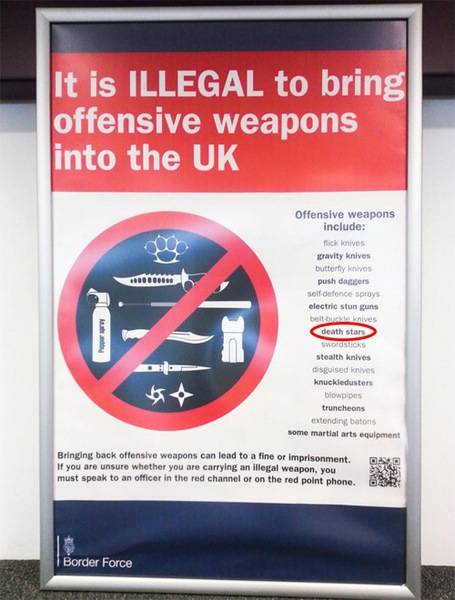 It is ILLEGAL to bring
offensive weapons
into the UK
Offensive weapons
include:
flick knives
gravity knives
butterfly knives
push daggers
self-defence sprays
electric stun guns
belt-buckle knives
death stars
swordsticks
stealth knives
disguised knives
knuckledusters
blowpipes
truncheons
extending batons
some martial arts equipment
Pepper spray
Bringing back offensive weapons can lead to a fine or imprisonment.
If you are unsure whether you are carrying an illegal weapon, you
must speak to an officer in the red channel or on the red point phone.
Border Force